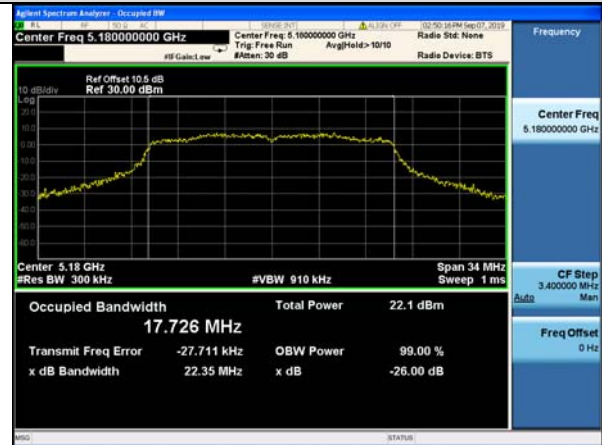 Agilent Spectrum Analyzer - Occupied BW
RL RF 50 Ω AC SENSE:INT ALIGN OFF 02:50:16 PM Sep 07, 2019
Center Freq 5.180000000 GHz
Center Freq: 5.180000000 GHz
Radio Std: None
Trig: Free Run Avg|Hold:> 10/10
#IFGain:Low #Atten: 30 dB Radio Device: BTS
Frequency
Ref Offset 10.5 dB
10 dB/div Ref 30.00 dBm
Log
20.0
10.0
0.00
-10.0
-20.0
-30.0
-40.0
-50.0
-60.0
Center Freq
5.180000000 GHz
Center 5.18 GHz Span 34 MHz
#Res BW 300 kHz #VBW 910 kHz Sweep 1 ms
CF Step
3.400000 MHz
Auto Man
Occupied Bandwidth Total Power 22.1 dBm
17.726 MHz
Transmit Freq Error -27.711 kHz OBW Power 99.00 %
x dB Bandwidth 22.35 MHz x dB -26.00 dB
Freq Offset
0 Hz
MSG STATUS